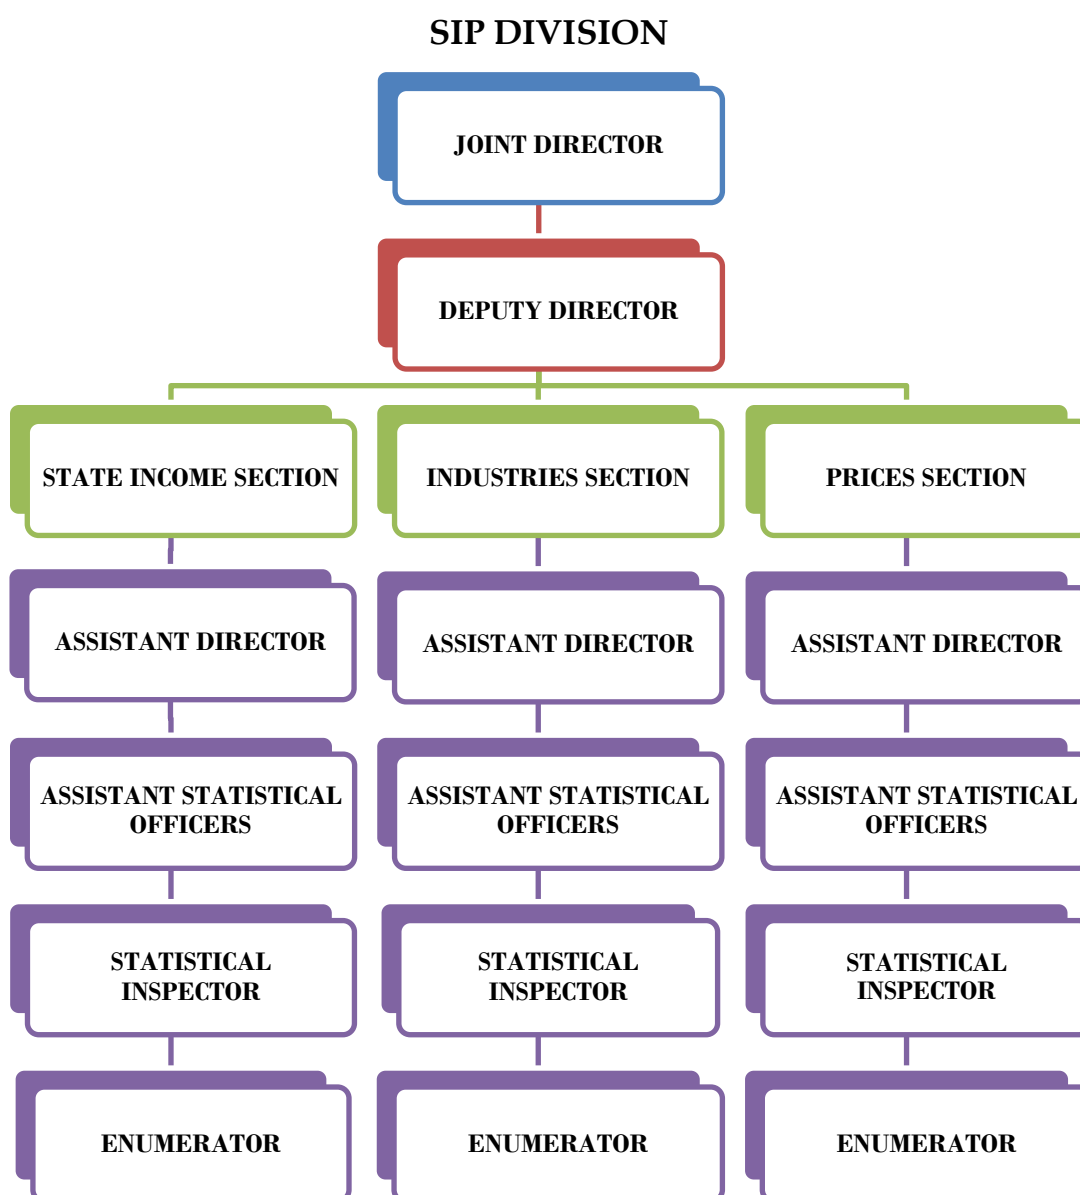 SIP DIVISION
JOINT DIRECTOR
DEPUTY DIRECTOR
STATE INCOME SECTION
INDUSTRIES SECTION
PRICES SECTION
ASSISTANT DIRECTOR
ASSISTANT DIRECTOR
ASSISTANT DIRECTOR
ASSISTANT STATISTICAL
OFFICERS
ASSISTANT STATISTICAL
OFFICERS
ASSISTANT STATISTICAL
OFFICERS
STATISTICAL
INSPECTOR
STATISTICAL
INSPECTOR
STATISTICAL
INSPECTOR
ENUMERATOR
ENUMERATOR
ENUMERATOR